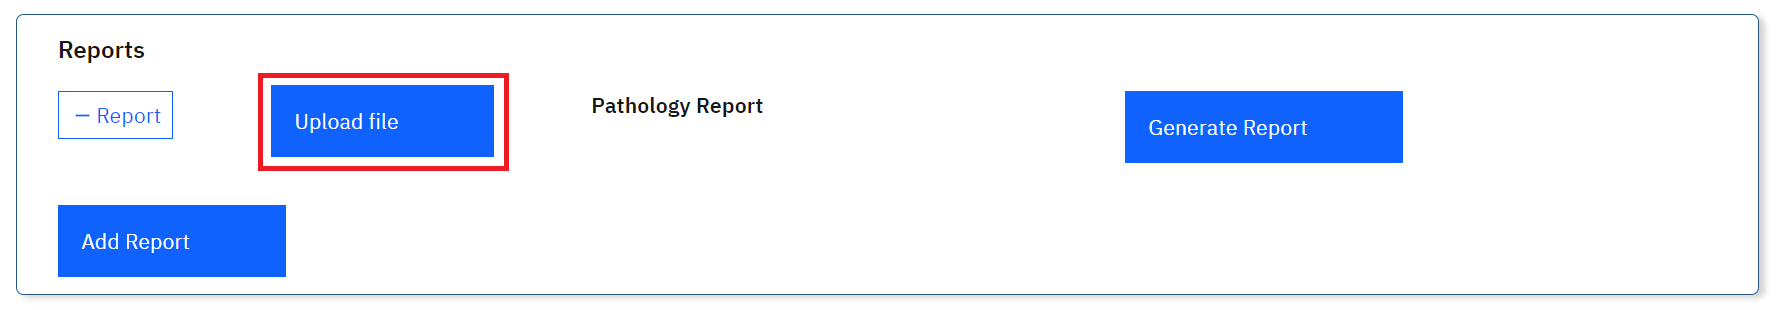 Reports
— Report
Upload file
Pathology Report
Generate Report
Add Report